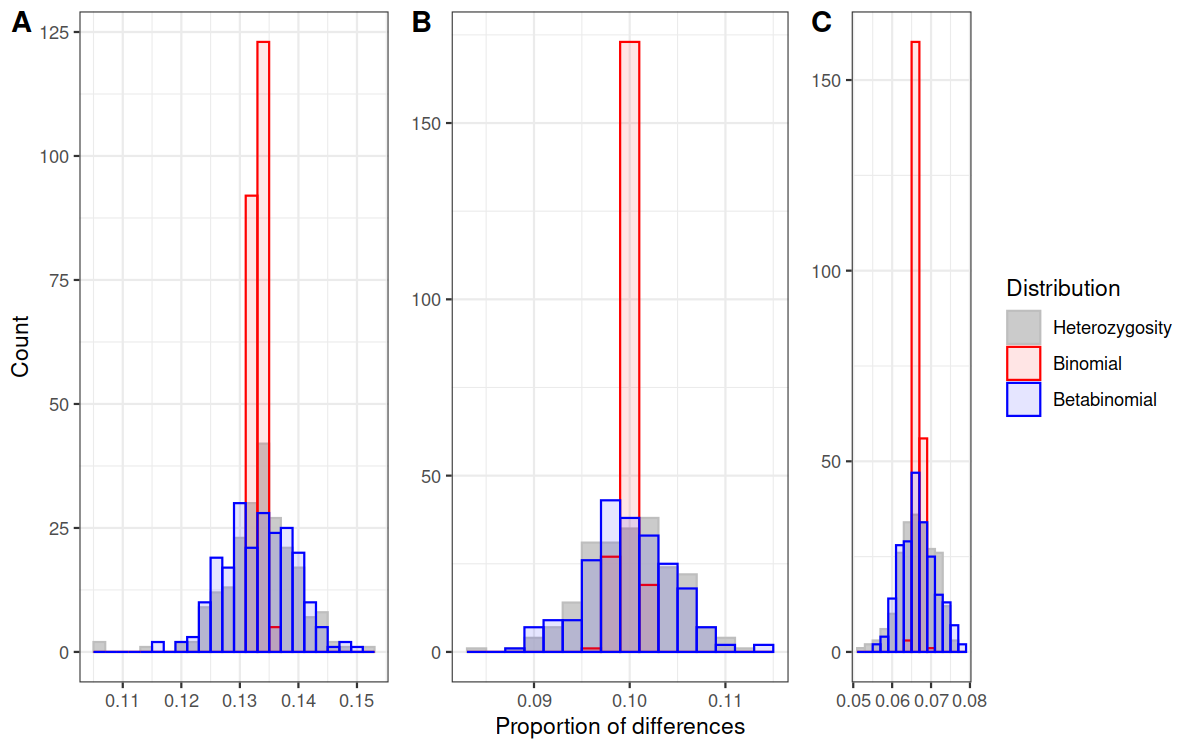 A
B
C
125
100
75
50
25
0
150
100
50
0
150
100
50
0
Count
0.11 0.12 0.13 0.14 0.15
0.09 0.10 0.11
0.05 0.06 0.07 0.08
Proportion of differences
Distribution
Heterozygosity
Binomial
Betabinomial